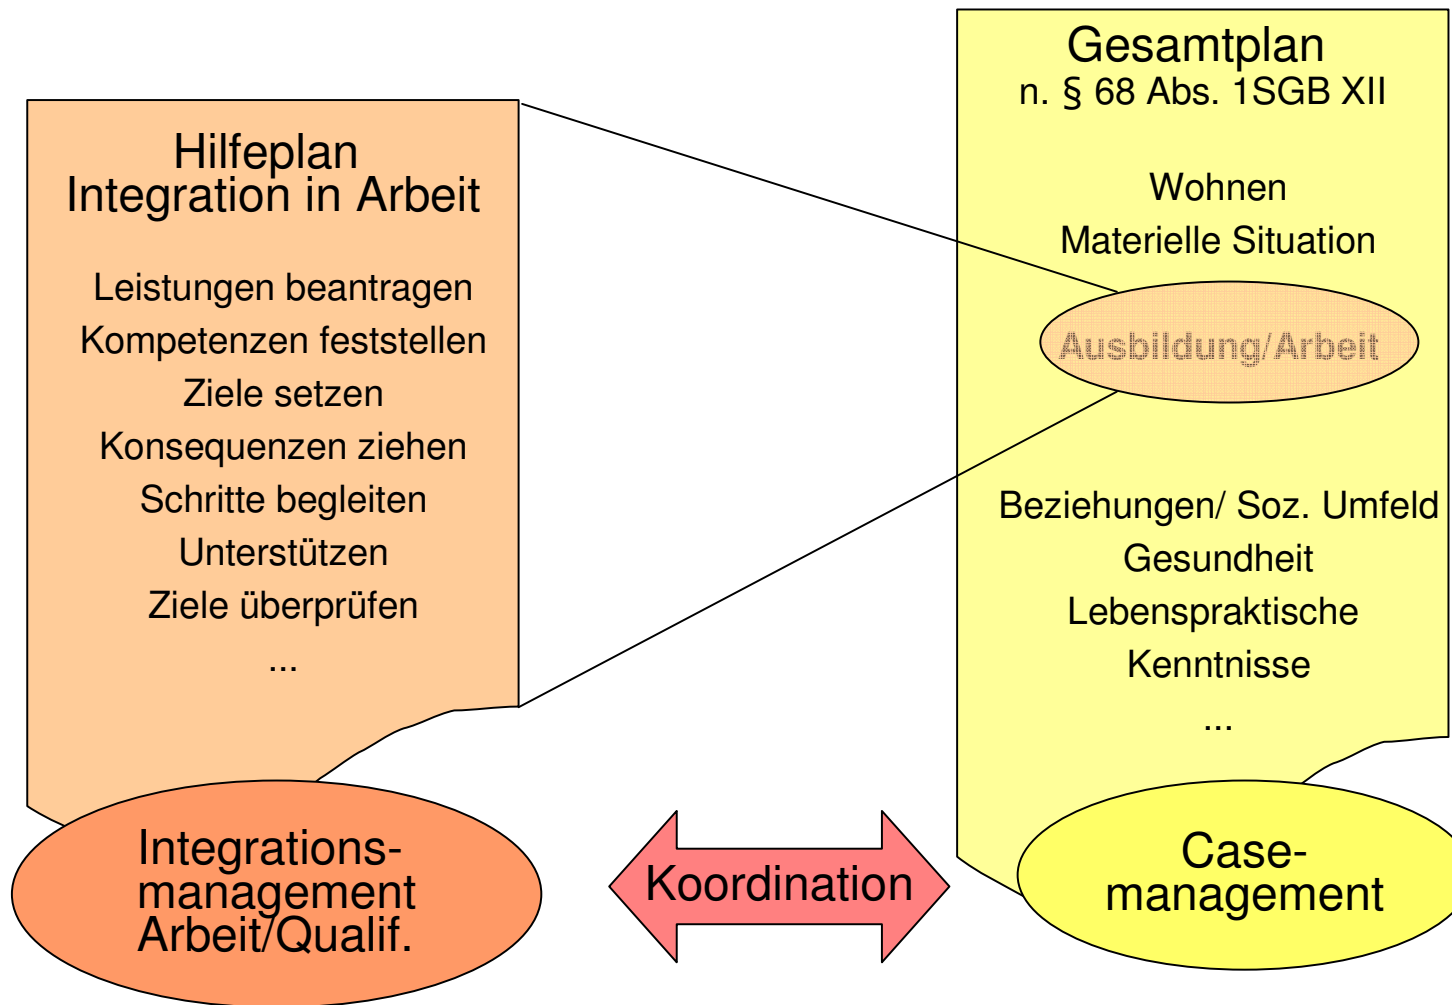 Hilfeplan
Integration in Arbeit
Leistungen beantragen
Kompetenzen feststellen
Ziele setzen
Konsequenzen ziehen
Schritte begleiten
Unterstützen
Ziele überprüfen
...
Integrations-
management
Arbeit/Qualif.
Koordination
Gesamtplan
n. § 68 Abs. 1SGB XII
Wohnen
Materielle Situation
Ausbildung/Arbeit
Beziehungen/ Soz. Umfeld
Gesundheit
Lebenspraktische
Kenntnisse
...
Case-
management